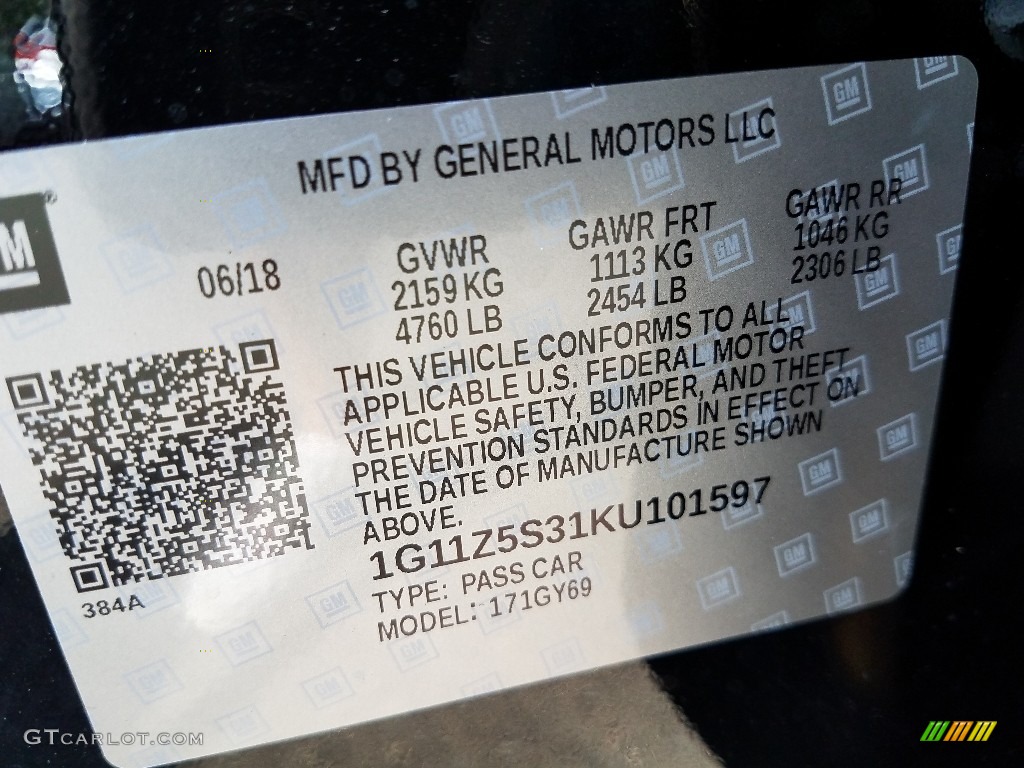 MFD BY GENERAL MOTORS LLC
GM
®
06/18
GVWR
2159 KG
4760 LB
GAWR FRT
1113 KG
2454 LB
GAWR RR
1046 KG
2306 LB
THIS VEHICLE CONFORMS TO ALL
APPLICABLE U.S. FEDERAL MOTOR
VEHICLE SAFETY, BUMPER, AND THEFT
PREVENTION STANDARDS IN EFFECT ON
THE DATE OF MANUFACTURE SHOWN
ABOVE.
1G11Z5S31KU101597
TYPE: PASS CAR
MODEL: 171GY69
384A
GTCARLOT.COM